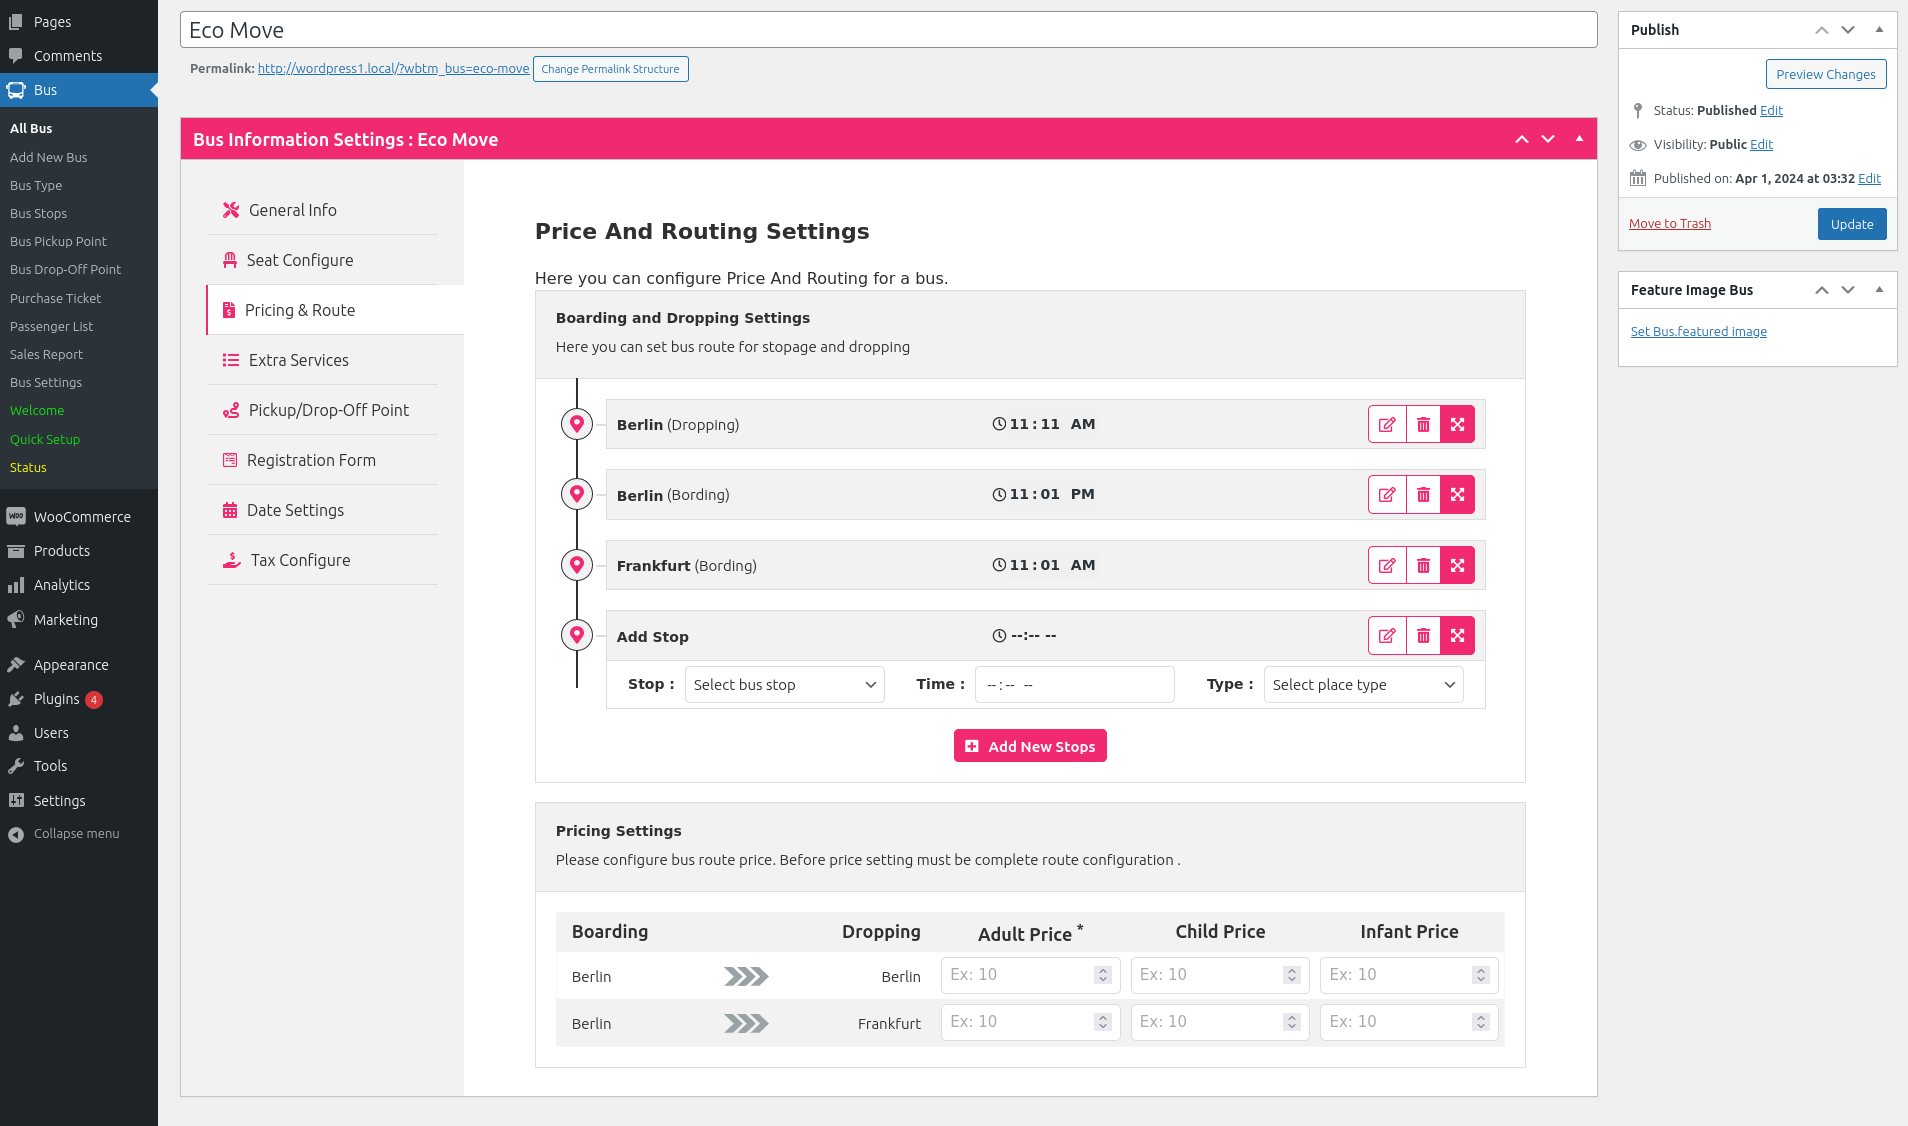 Pages
Comments
Bus
All Bus
Add New Bus
Bus Type
Bus Stops
Bus Pickup Point
Bus Drop-Off Point
Purchase Ticket
Passenger List
Sales Report
Bus Settings
Welcome
Quick Setup
Status
WooCommerce
Products
Analytics
Marketing
Appearance
Plugins 4
Users
Tools
Settings
Collapse menu
Eco Move
Permalink: http://wordpress1.local/?wbtm_bus=eco-move Change Permalink Structure
Bus Information Settings : Eco Move
General Info
Seat Configure
Pricing & Route
Extra Services
Pickup/Drop-Off Point
Registration Form
Date Settings
Tax Configure
Price And Routing Settings
Here you can configure Price And Routing for a bus.
Boarding and Dropping Settings
Here you can set bus route for stopage and dropping
Berlin (Dropping) 11:11 AM
Berlin (Bording) 11:01 PM
Frankfurt (Bording) 11:01 AM
Add Stop --:-- --
Stop : Select bus stop Time : --:-- -- Type : Select place type
Add New Stops
Pricing Settings
Please configure bus route price. Before price setting must be complete route configuration .
Boarding Dropping Adult Price * Child Price Infant Price
Berlin Berlin Ex: 10 Ex: 10 Ex: 10
Berlin Frankfurt Ex: 10 Ex: 10 Ex: 10
Publish
Preview Changes
Status: Published Edit
Visibility: Public Edit
Published on: Apr 1, 2024 at 03:32 Edit
Move to Trash Update
Feature Image Bus
Set Bus.featured image